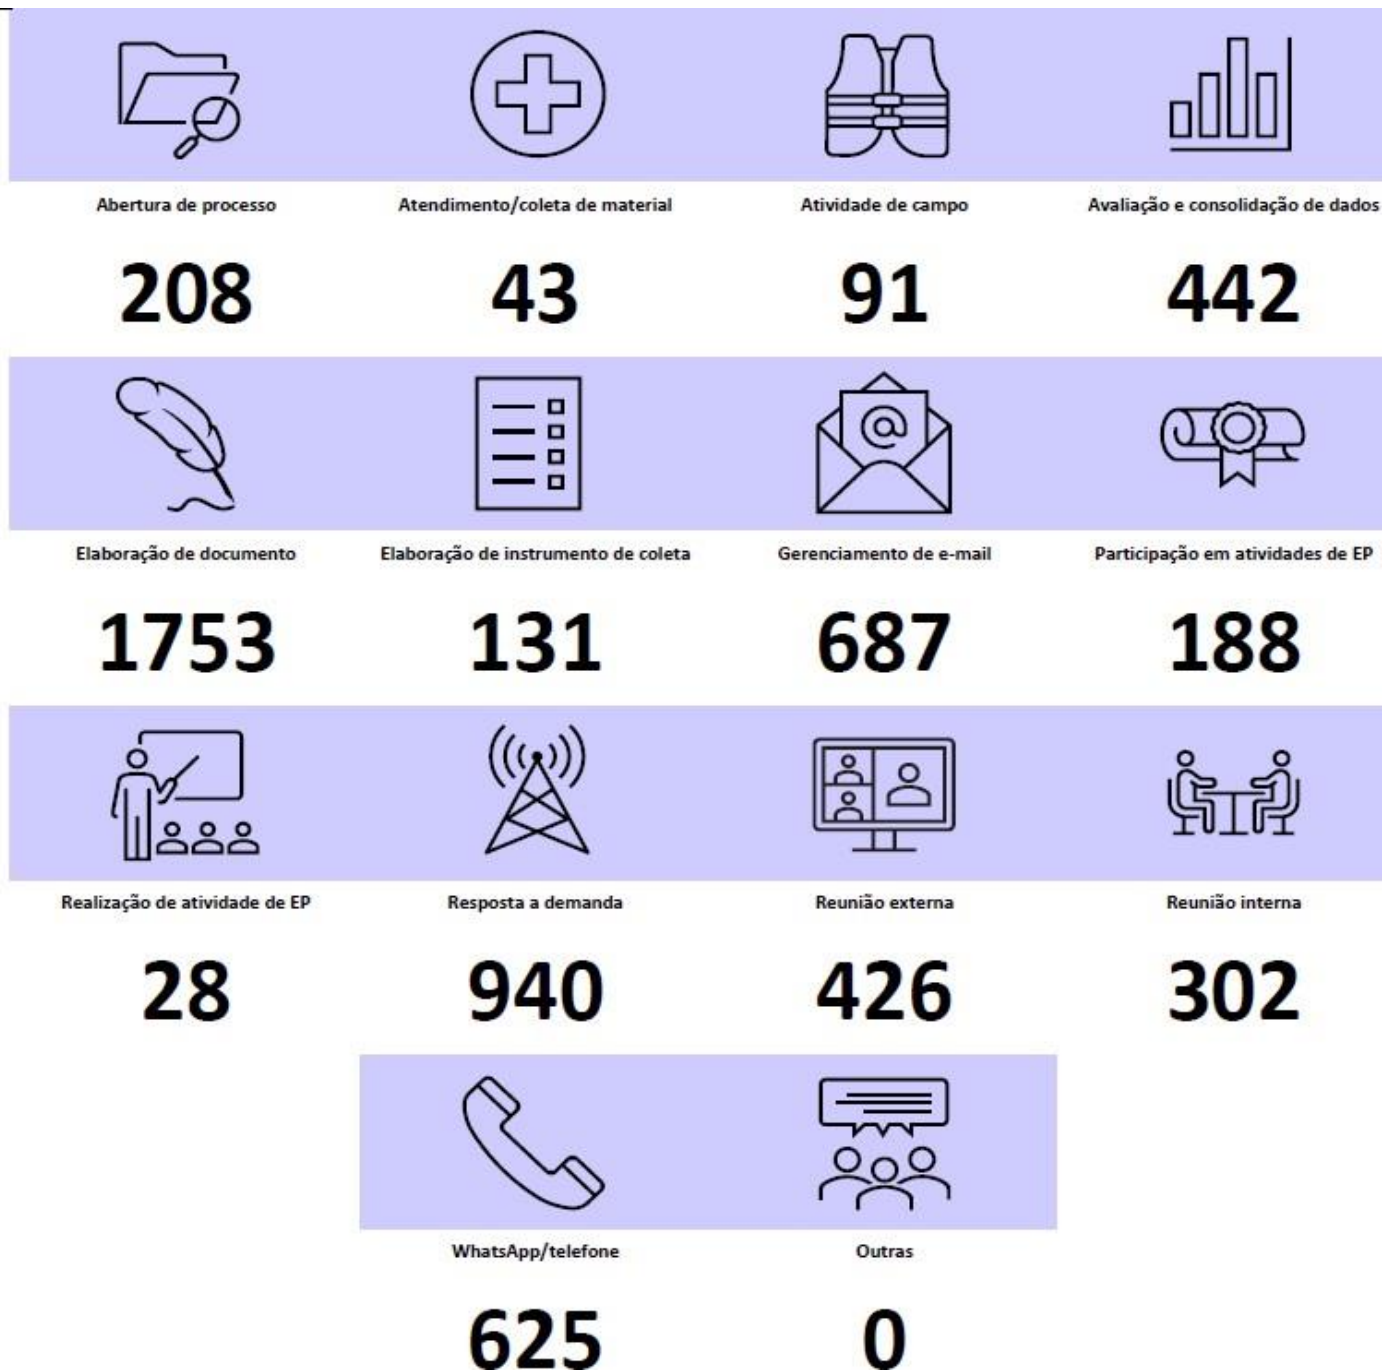 Abertura de processo Atendimento/coleta de material Atividade de campo Avaliação e consolidação de dados
208 43 91 442
@
Elaboração de documento Elaboração de instrumento de coleta Gerenciamento de e-mail Participação em atividades de EP
1753 131 687 188
Realização de atividade de EP Resposta a demanda Reunião externa Reunião interna
28 940 426 302
WhatsApp/telefone Outras
625 0